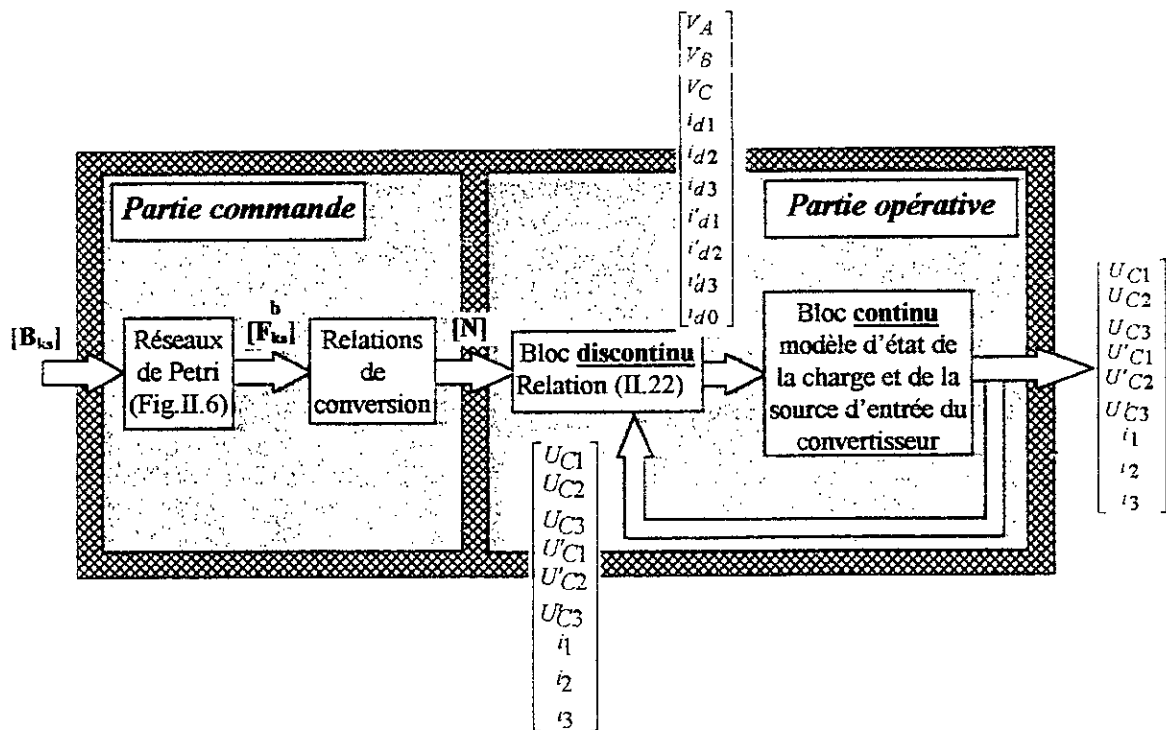 V_A
V_B
V_C
i_d1
i_d2
i_d3
i'_d1
i'_d2
i'_d3
i_d0
Partie commande
Partie opérative
[B_ks]
Réseaux
de Petri
(Fig.II.6)
b
[F_ks]
Relations
de
conversion
[N]
Bloc discontinu
Relation (II.22)
Bloc continu
modèle d'état de
la charge et de la
source d'entrée du
convertisseur
U_C1
U_C2
U_C3
U'_C1
U'_C2
U'_C3
i_1
i_2
i_3
U_C1
U_C2
U_C3
U'_C1
U'_C2
U'_C3
i_1
i_2
i_3